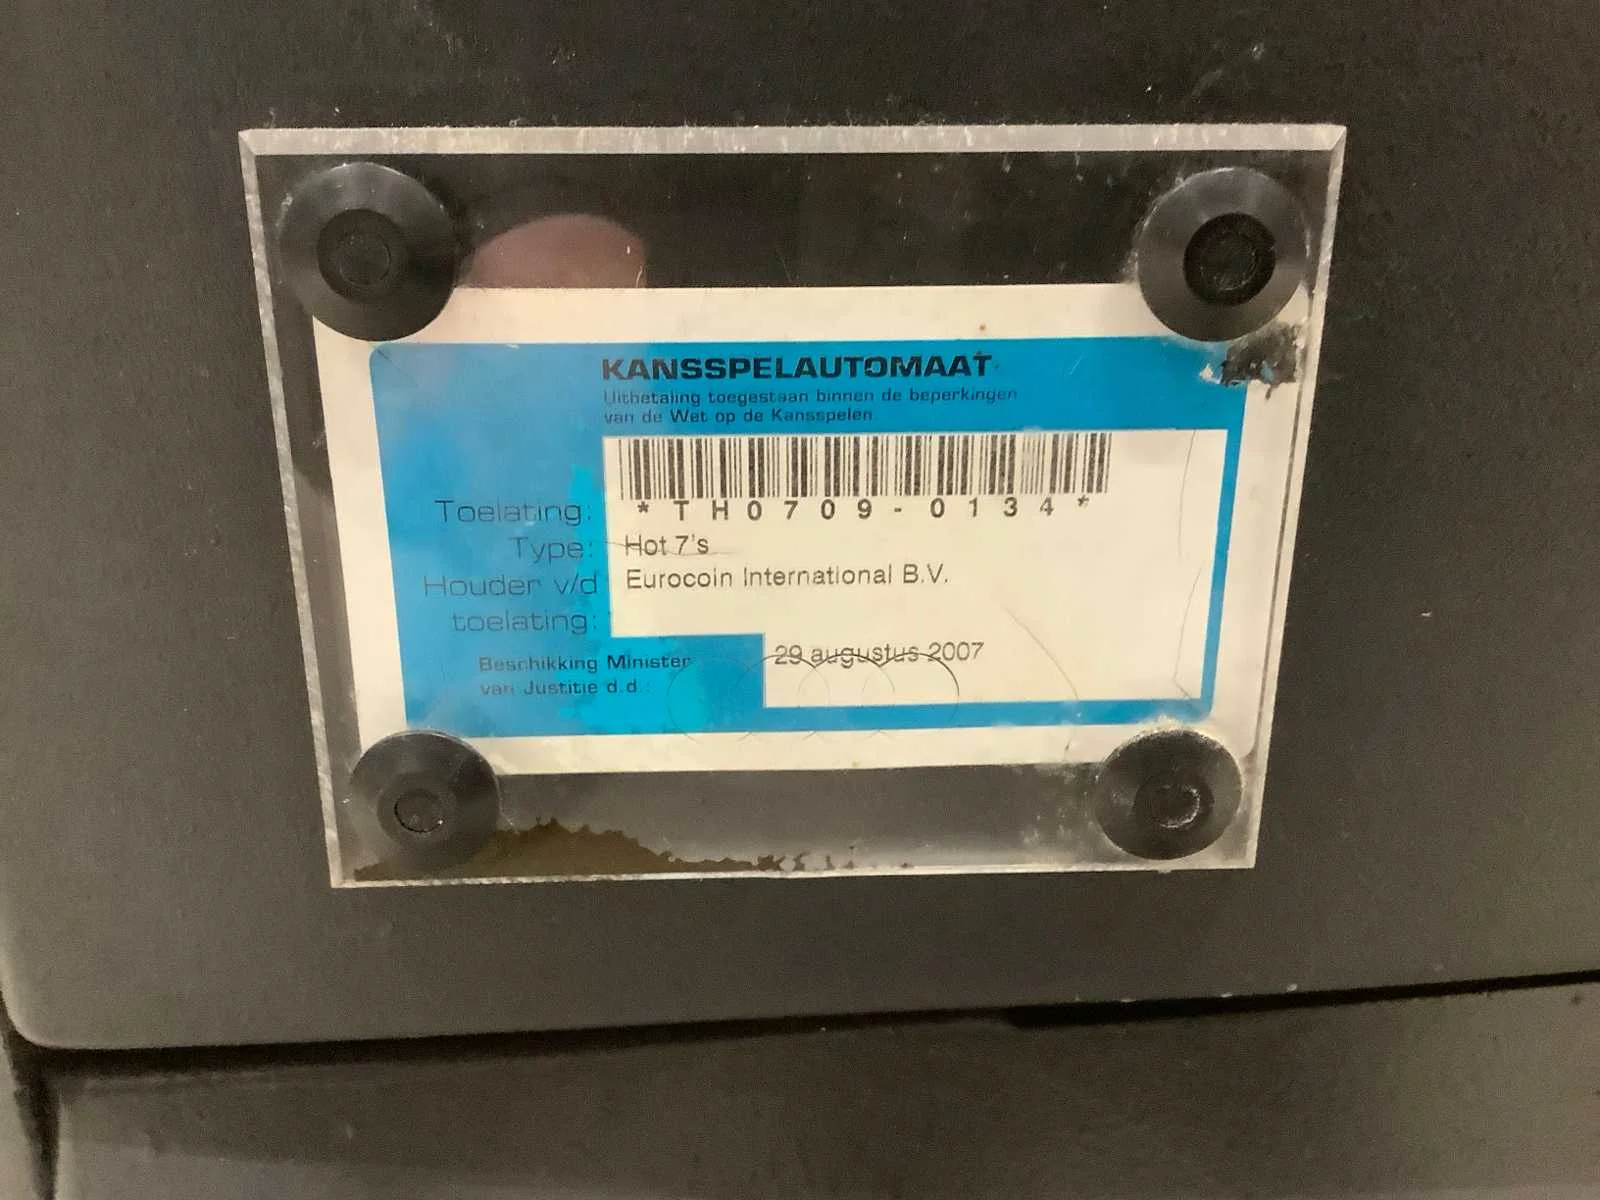 KANSSPELAUTOMAAT
Uitbetaling toegestaan binnen de beperkingen
van de Wet op de Kansspelen.
*TH0709-0134*
Toelating:
Type: Hot 7's
Houder v/d Eurocoin International B.V.
toelating:
Beschikking Minister 29 augustus 2007
van Justitie d.d.: